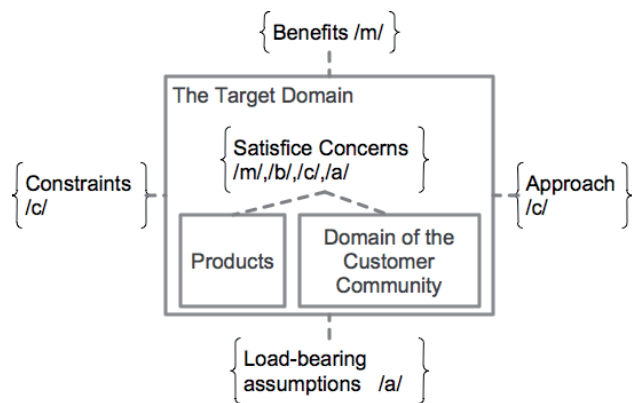 Benefits /m/
The Target Domain
Satisfice Concerns
/m/,/b/,/c/,/a/
Constraints
/c/
Approach
/c/
Products
Domain of the
Customer
Community
Load-bearing
assumptions /a/